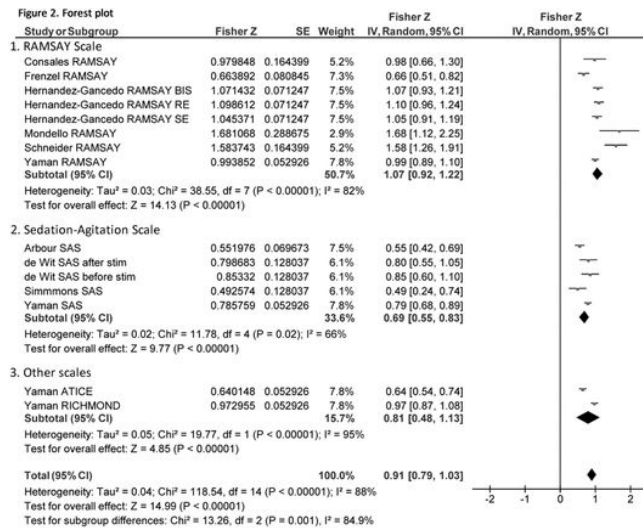 Figure 2. Forest plot
Fisher Z Fisher Z
Study or Subgroup Fisher Z SE Weight IV, Random, 95% CI IV, Random, 95% CI
1. RAMSAY Scale
Consales RAMSAY 0.979848 0.164399 5.2% 0.98 [0.66, 1.30]
Frenzel RAMSAY 0.663892 0.080845 7.3% 0.66 [0.51, 0.82]
Hernandez-Gancedo RAMSAY BIS 1.071432 0.071247 7.4% 1.07 [0.93, 1.21]
Hernandez-Gancedo RAMSAY RE 1.098612 0.071247 7.4% 1.10 [0.96, 1.24]
Hernandez-Gancedo RAMSAY SE 1.045371 0.071247 7.4% 1.05 [0.91, 1.19]
Mondello RAMSAY 1.681068 0.288675 2.9% 1.68 [1.12, 2.25]
Schneider RAMSAY 1.583743 0.164399 5.2% 1.58 [1.26, 1.91]
Yaman RAMSAY 0.993852 0.052926 7.8% 0.99 [0.89, 1.10]
Subtotal (95% CI) 50.7% 1.07 [0.92, 1.22]
Heterogeneity: Tau² = 0.03; Chi² = 38.55, df = 7 (P < 0.00001); I² = 82%
Test for overall effect: Z = 14.13 (P < 0.00001)
2. Sedation-Agitation Scale
Arbour SAS 0.551976 0.069673 7.5% 0.55 [0.42, 0.69]
de Wit SAS after stim 0.798683 0.128037 6.1% 0.80 [0.55, 1.05]
de Wit SAS before stim 0.85332 0.128037 6.1% 0.85 [0.60, 1.10]
Simmmons SAS 0.492574 0.128037 6.1% 0.49 [0.24, 0.74]
Yaman SAS 0.785759 0.052926 7.8% 0.79 [0.68, 0.89]
Subtotal (95% CI) 33.6% 0.69 [0.55, 0.83]
Heterogeneity: Tau² = 0.02; Chi² = 11.78, df = 4 (P = 0.02); I² = 66%
Test for overall effect: Z = 9.77 (P < 0.00001)
3. Other scales
Yaman ATICE 0.640148 0.052926 7.8% 0.64 [0.54, 0.74]
Yaman RICHMOND 0.972955 0.052926 7.8% 0.97 [0.87, 1.08]
Subtotal (95% CI) 15.7% 0.81 [0.48, 1.13]
Heterogeneity: Tau² = 0.05; Chi² = 19.77, df = 1 (P < 0.00001); I² = 95%
Test for overall effect: Z = 4.85 (P < 0.00001)
Total (95% CI) 100.0% 0.91 [0.79, 1.03]
Heterogeneity: Tau² = 0.04; Chi² = 118.54, df = 14 (P < 0.00001); I² = 88%
-2 -1 0 1 2
Test for overall effect: Z = 14.99 (P < 0.00001)
Test for subgroup differences: Chi² = 13.26, df = 2 (P = 0.001), I² = 84.9%